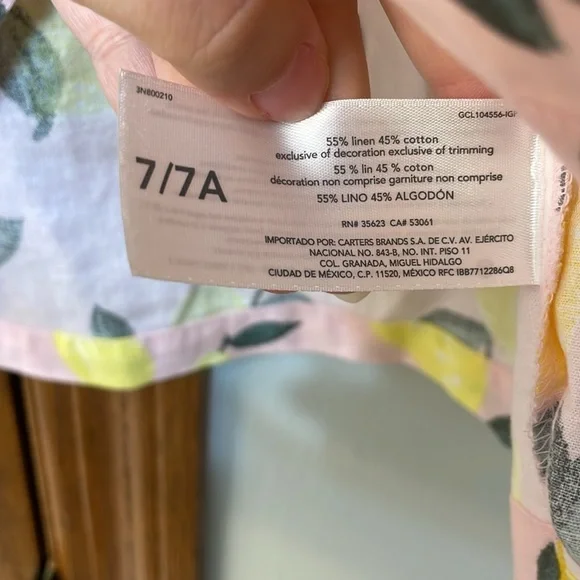 3N800210
GCL104556-IG
7/7A
55% linen 45% cotton
exclusive of decoration exclusive of trimming
55 % lin 45 % coton
décoration non comprise garniture non comprise
55% LINO 45% ALGODÓN
RN# 35623 CA# 53061
IMPORTADO POR: CARTERS BRANDS S.A. DE C.V. AV. EJÉRCITO
NACIONAL NO. 843-B, NO. INT. PISO 11
COL. GRANADA, MIGUEL HIDALGO
CIUDAD DE MÉXICO, C.P. 11520, MÉXICO RFC IBB7712286Q8